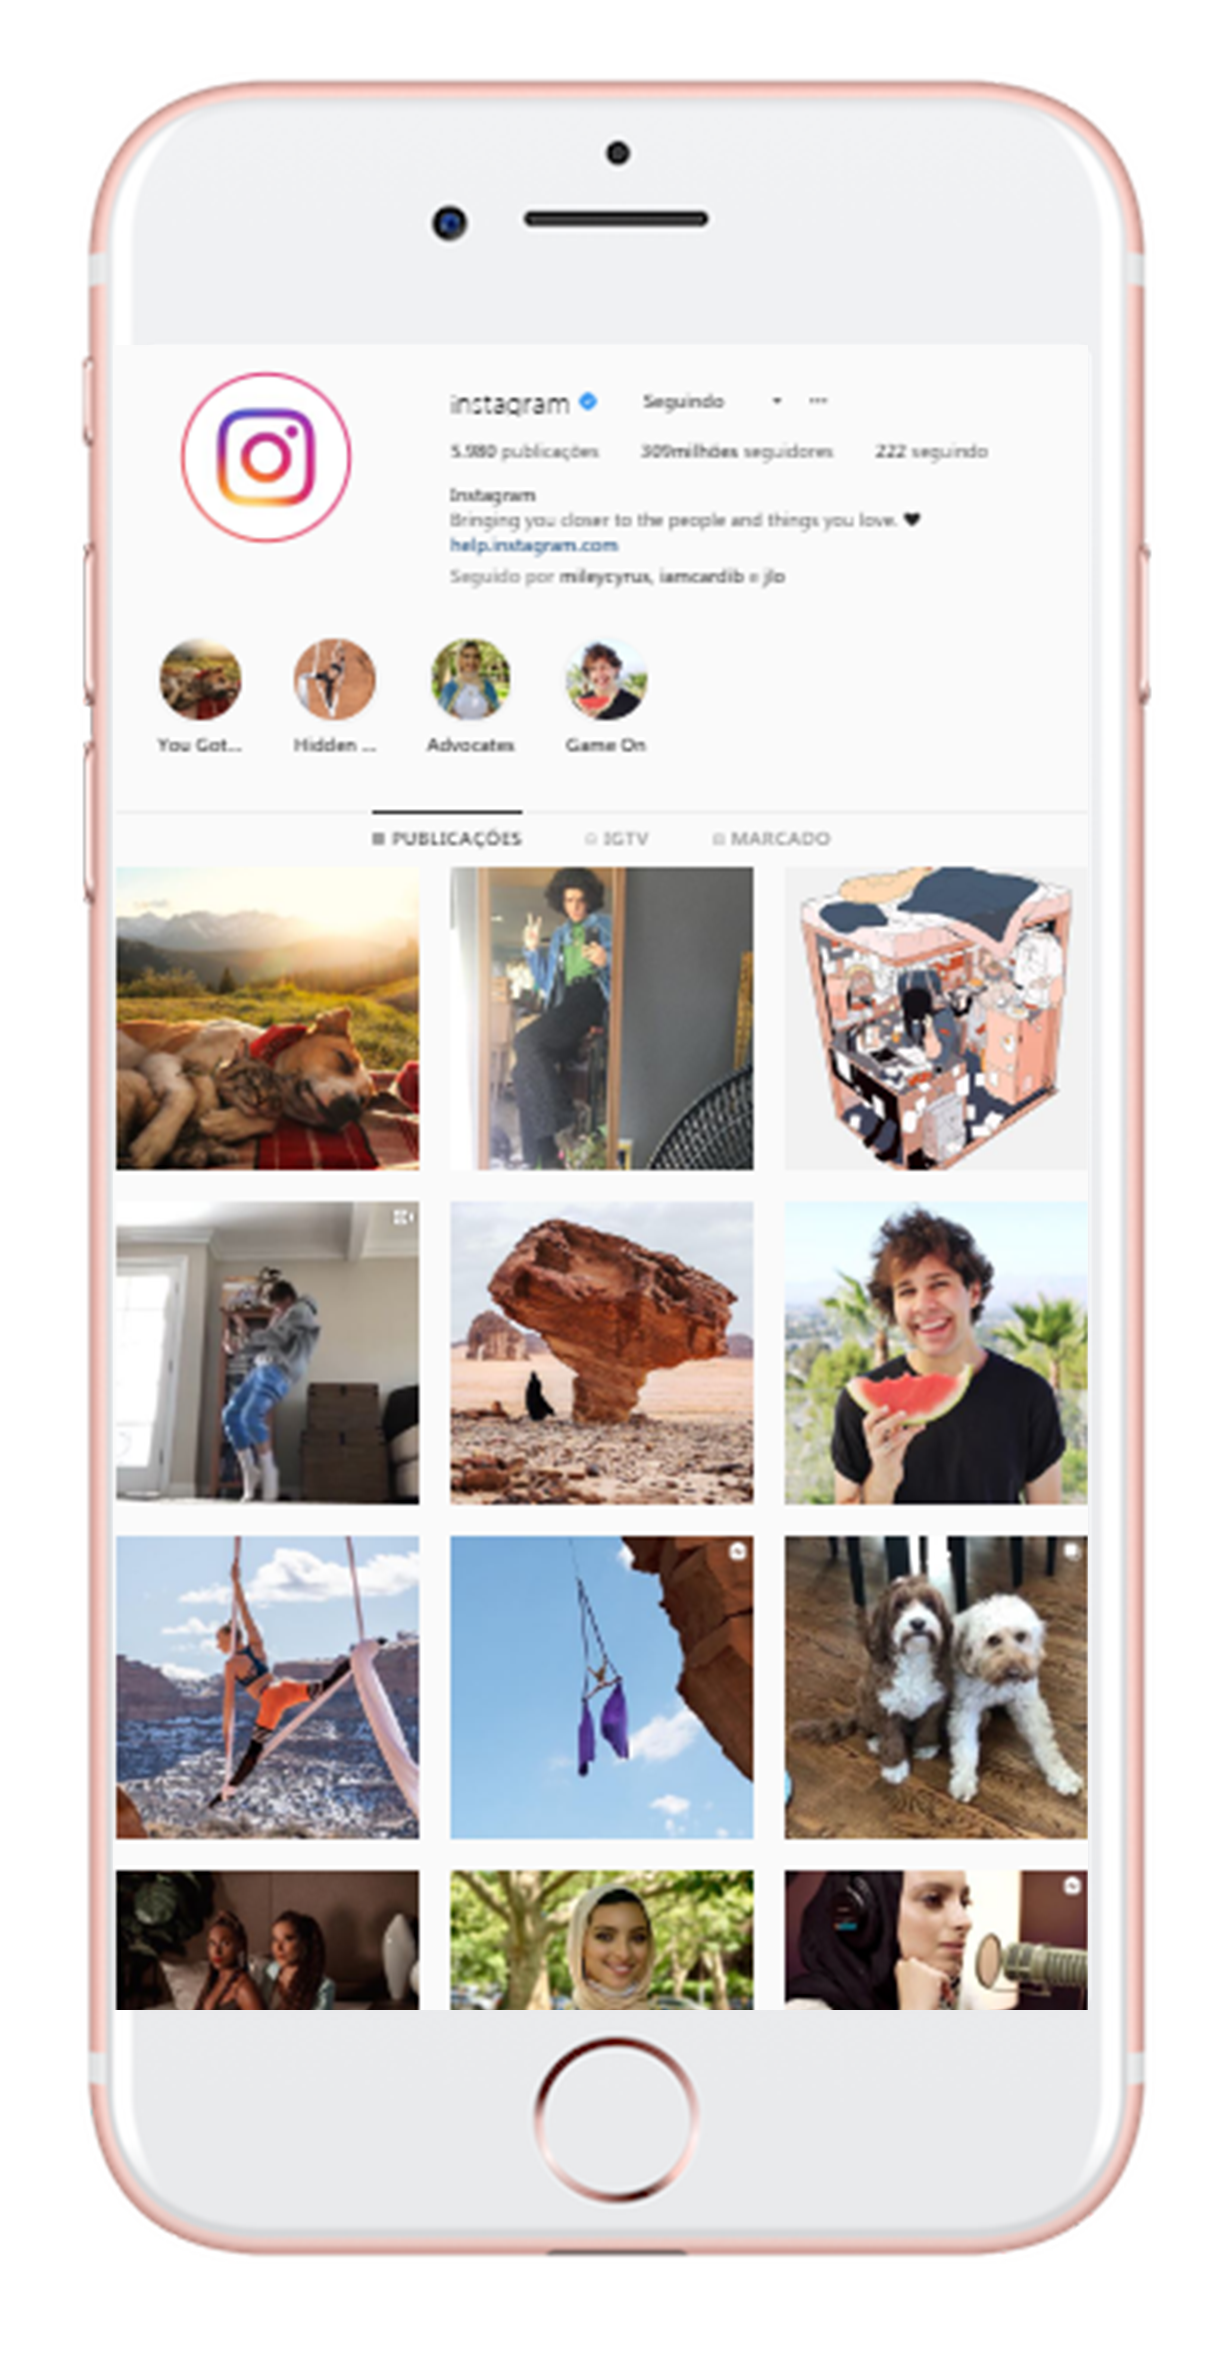 instagram Seguindo
5.980 publicações 309milhões seguidores 222 seguindo
Instagram
Bringing you closer to the people and things you love. ❤
help.instagram.com
Seguido por mileycyrus, iamcardib e jlo
You Got... Hidden ... Advocates Game On
PUBLICAÇÕES IGTV MARCADO